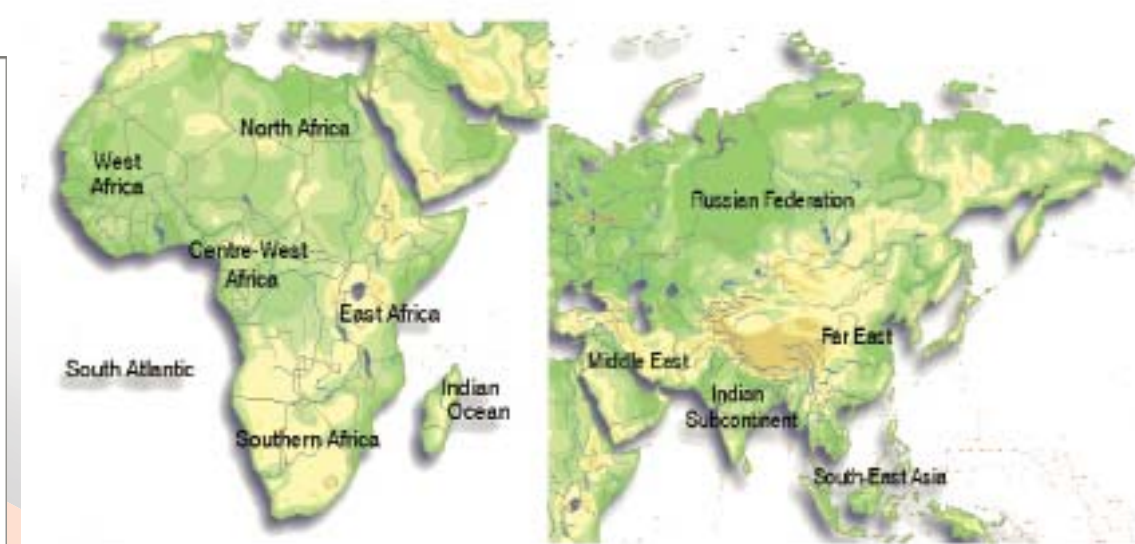 North Africa
West
Africa
Centre-West
Africa
East Africa
South Atlantic
Indian
Ocean
Southern Africa
Russian Federation
Far East
Middle East
Indian
Subcontinent
South-East Asia